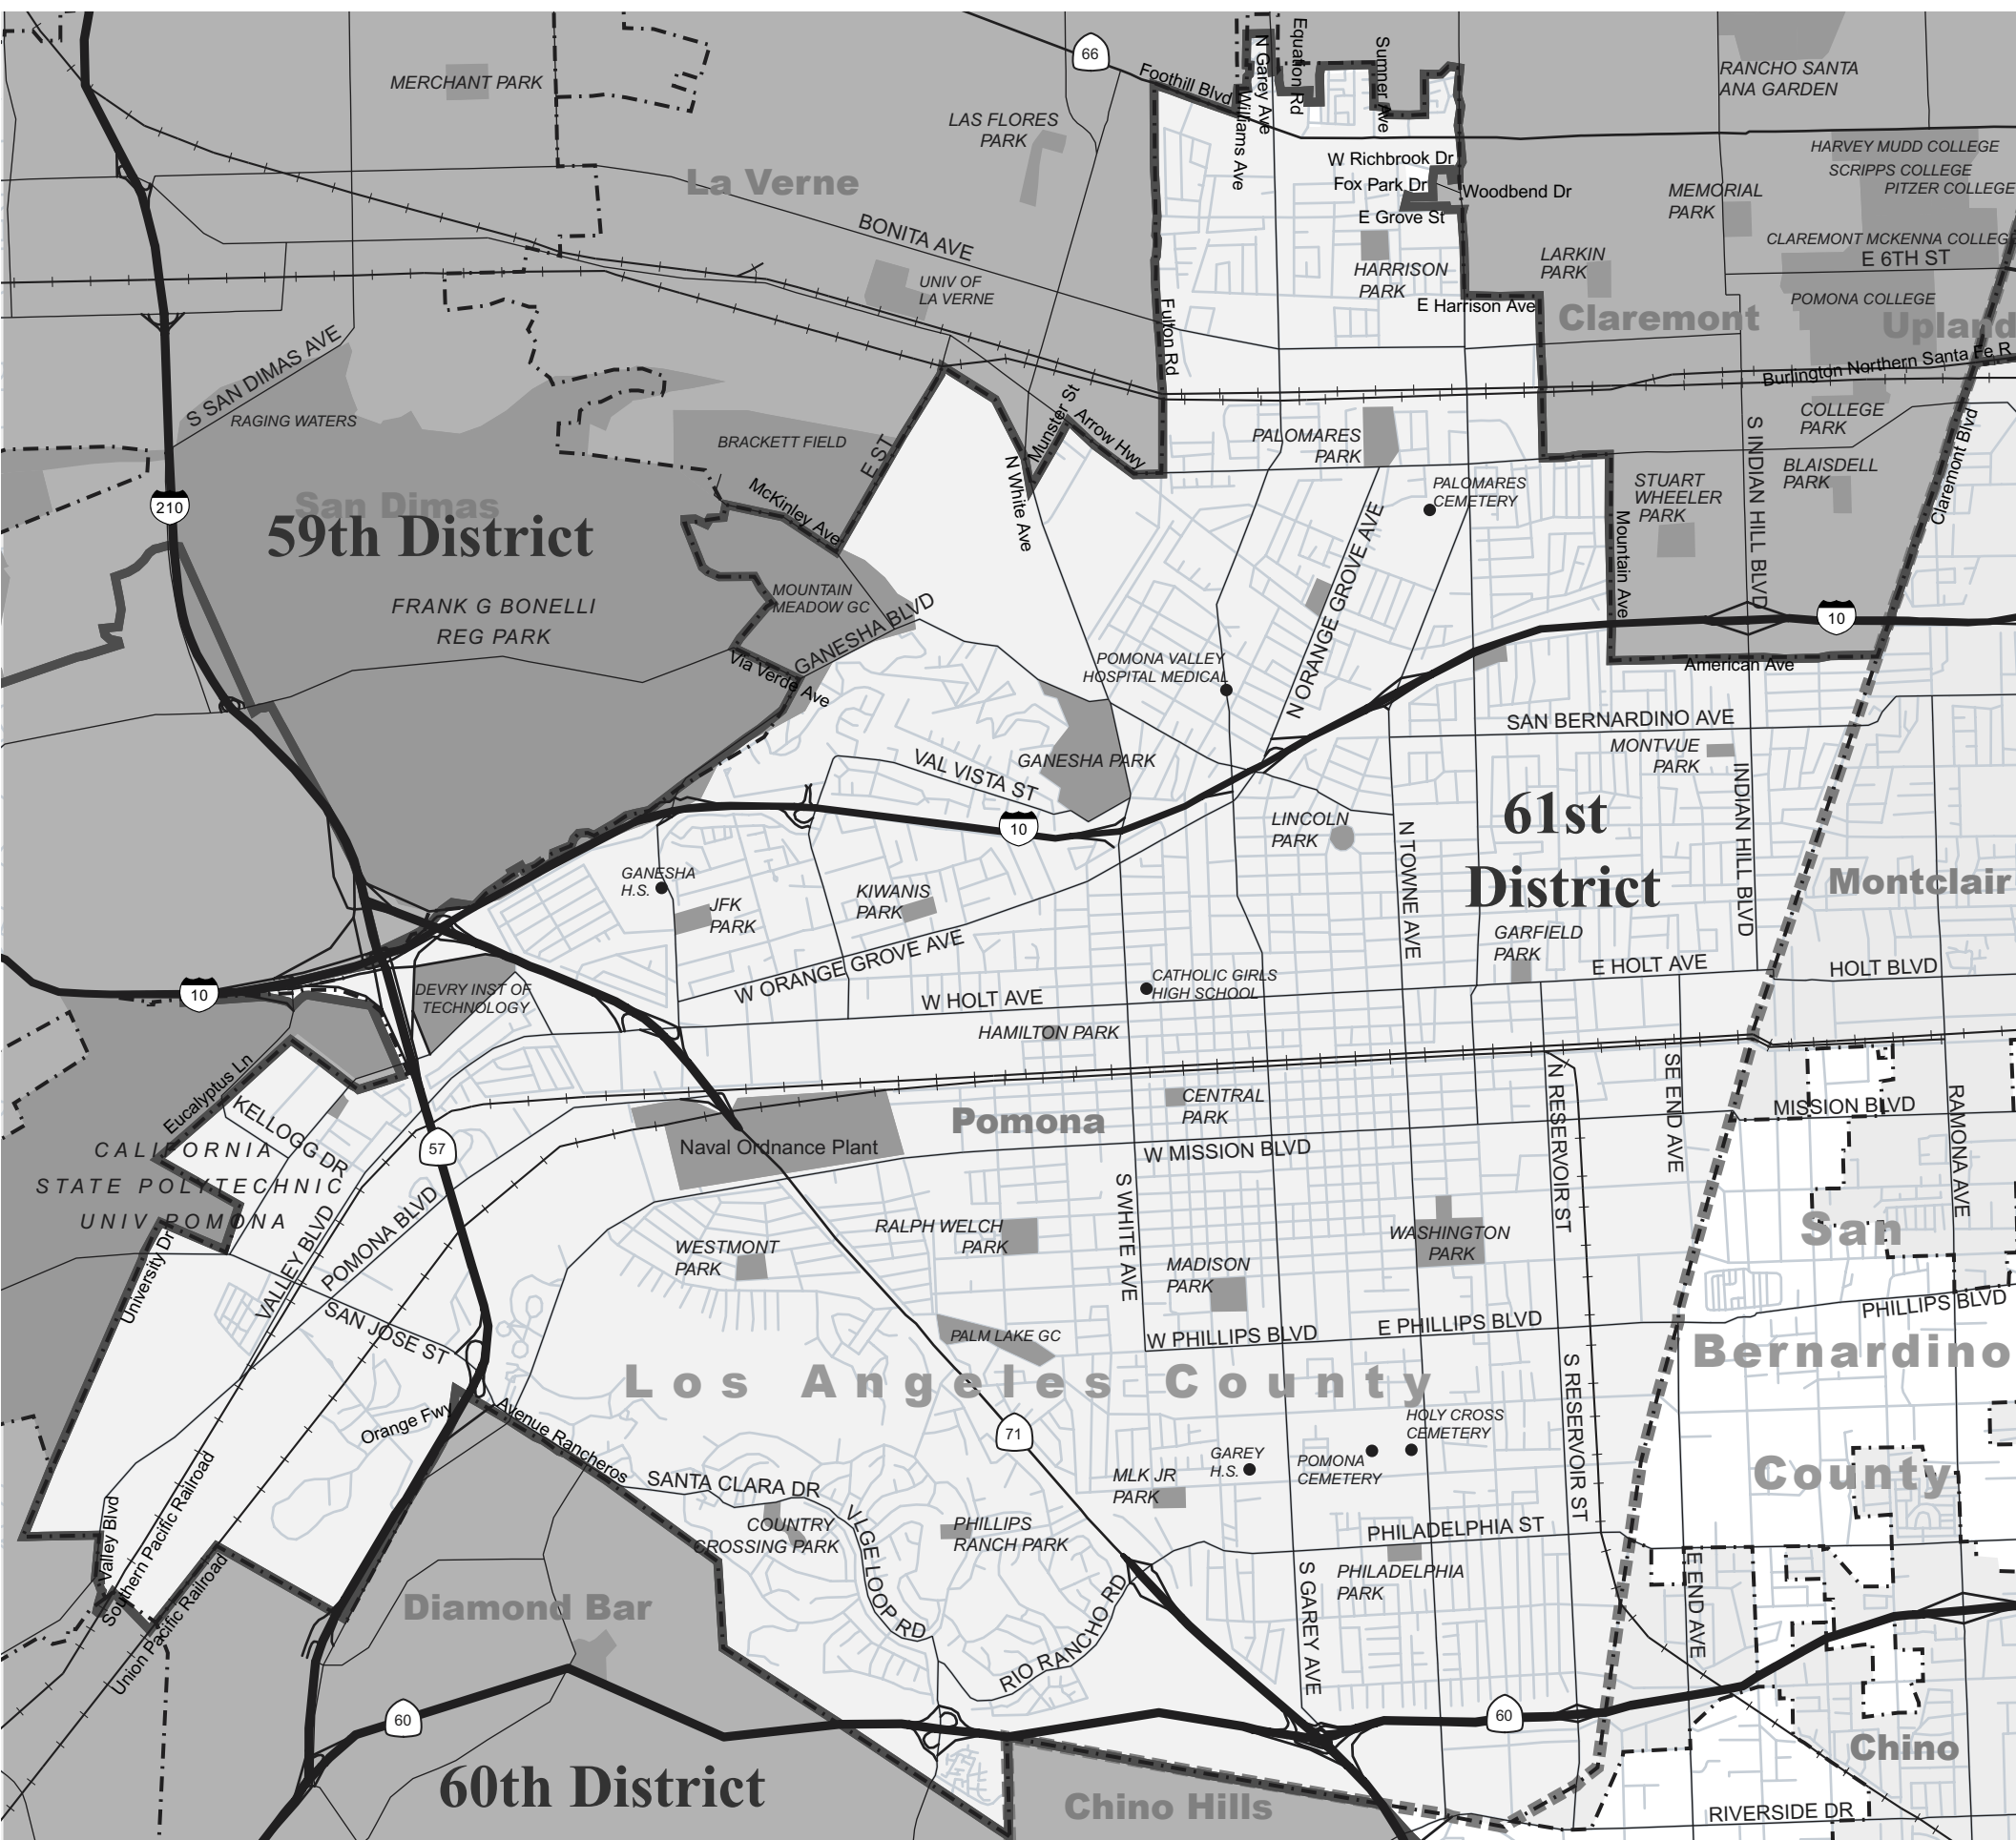 66
Foothill Blvd
N Garey Ave
Williams Ave
Equation Rd
Sumner Ave
RANCHO SANTA
ANA GARDEN
MERCHANT PARK
LAS FLORES
PARK
La Verne
W Richbrook Dr
Fox Park Dr
Woodbend Dr
E Grove St
HARVEY MUDD COLLEGE
SCRIPPS COLLEGE
PITZER COLLEGE
MEMORIAL
PARK
CLAREMONT MCKENNA COLLEGE
E 6TH ST
BONITA AVE
UNIV OF
LA VERNE
HARRISON
PARK
LARKIN
PARK
E Harrison Ave
POMONA COLLEGE
Claremont
Upland
Fulton Rd
Burlington Northern Santa Fe R
S SAN DIMAS AVE
RAGING WATERS
BRACKETT FIELD
E ST
Munster St
Arrow Hwy
N White Ave
PALOMARES
PARK
COLLEGE
PARK
S INDIAN HILL BLVD
Claremont Blvd
BLAISDELL
PARK
STUART
WHEELER
PARK
PALOMARES
CEMETERY
210
San Dimas
59th District
McKinley Ave
Mountain Ave
N ORANGE GROVE AVE
FRANK G BONELLI
REG PARK
MOUNTAIN
MEADOW GC
GANESHA BLVD
Via Verde Ave
10
American Ave
POMONA VALLEY
HOSPITAL MEDICAL
SAN BERNARDINO AVE
MONTVUE
PARK
VAL VISTA ST
GANESHA PARK
INDIAN HILL BLVD
61st
District
10
LINCOLN
PARK
N TOWNE AVE
Montclair
GANESHA
H.S.
JFK
PARK
KIWANIS
PARK
W ORANGE GROVE AVE
GARFIELD
PARK
E HOLT AVE
HOLT BLVD
10
DEVRY INST OF
TECHNOLOGY
W HOLT AVE
CATHOLIC GIRLS
HIGH SCHOOL
HAMILTON PARK
Eucalyptus Ln
KELLOGG DR
CALIFORNIA
STATE POLYTECHNIC
UNIV POMONA
57
Naval Ordnance Plant
Pomona
CENTRAL
PARK
W MISSION BLVD
N RESERVOIR ST
SE END AVE
MISSION BLVD
RAMONA AVE
S WHITE AVE
University Dr
VALLEY BLVD
POMONA BLVD
SAN JOSE ST
WESTMONT
PARK
RALPH WELCH
PARK
MADISON
PARK
WASHINGTON
PARK
San
Bernardino
County
PHILLIPS BLVD
PALM LAKE GC
W PHILLIPS BLVD
E PHILLIPS BLVD
Los Angeles County
S RESERVOIR ST
Orange Fwy
Avenue Rancheros
71
HOLY CROSS
CEMETERY
GAREY
H.S.
POMONA
CEMETERY
MLK JR
PARK
SANTA CLARA DR
COUNTRY
CROSSING PARK
VLGE LOOP RD
PHILLIPS
RANCH PARK
PHILADELPHIA ST
PHILADELPHIA
PARK
Valley Blvd
Southern Pacific Railroad
Union Pacific Railroad
Diamond Bar
RIO RANCHO RD
S GAREY AVE
E END AVE
60
60
60th District
Chino Hills
Chino
RIVERSIDE DR